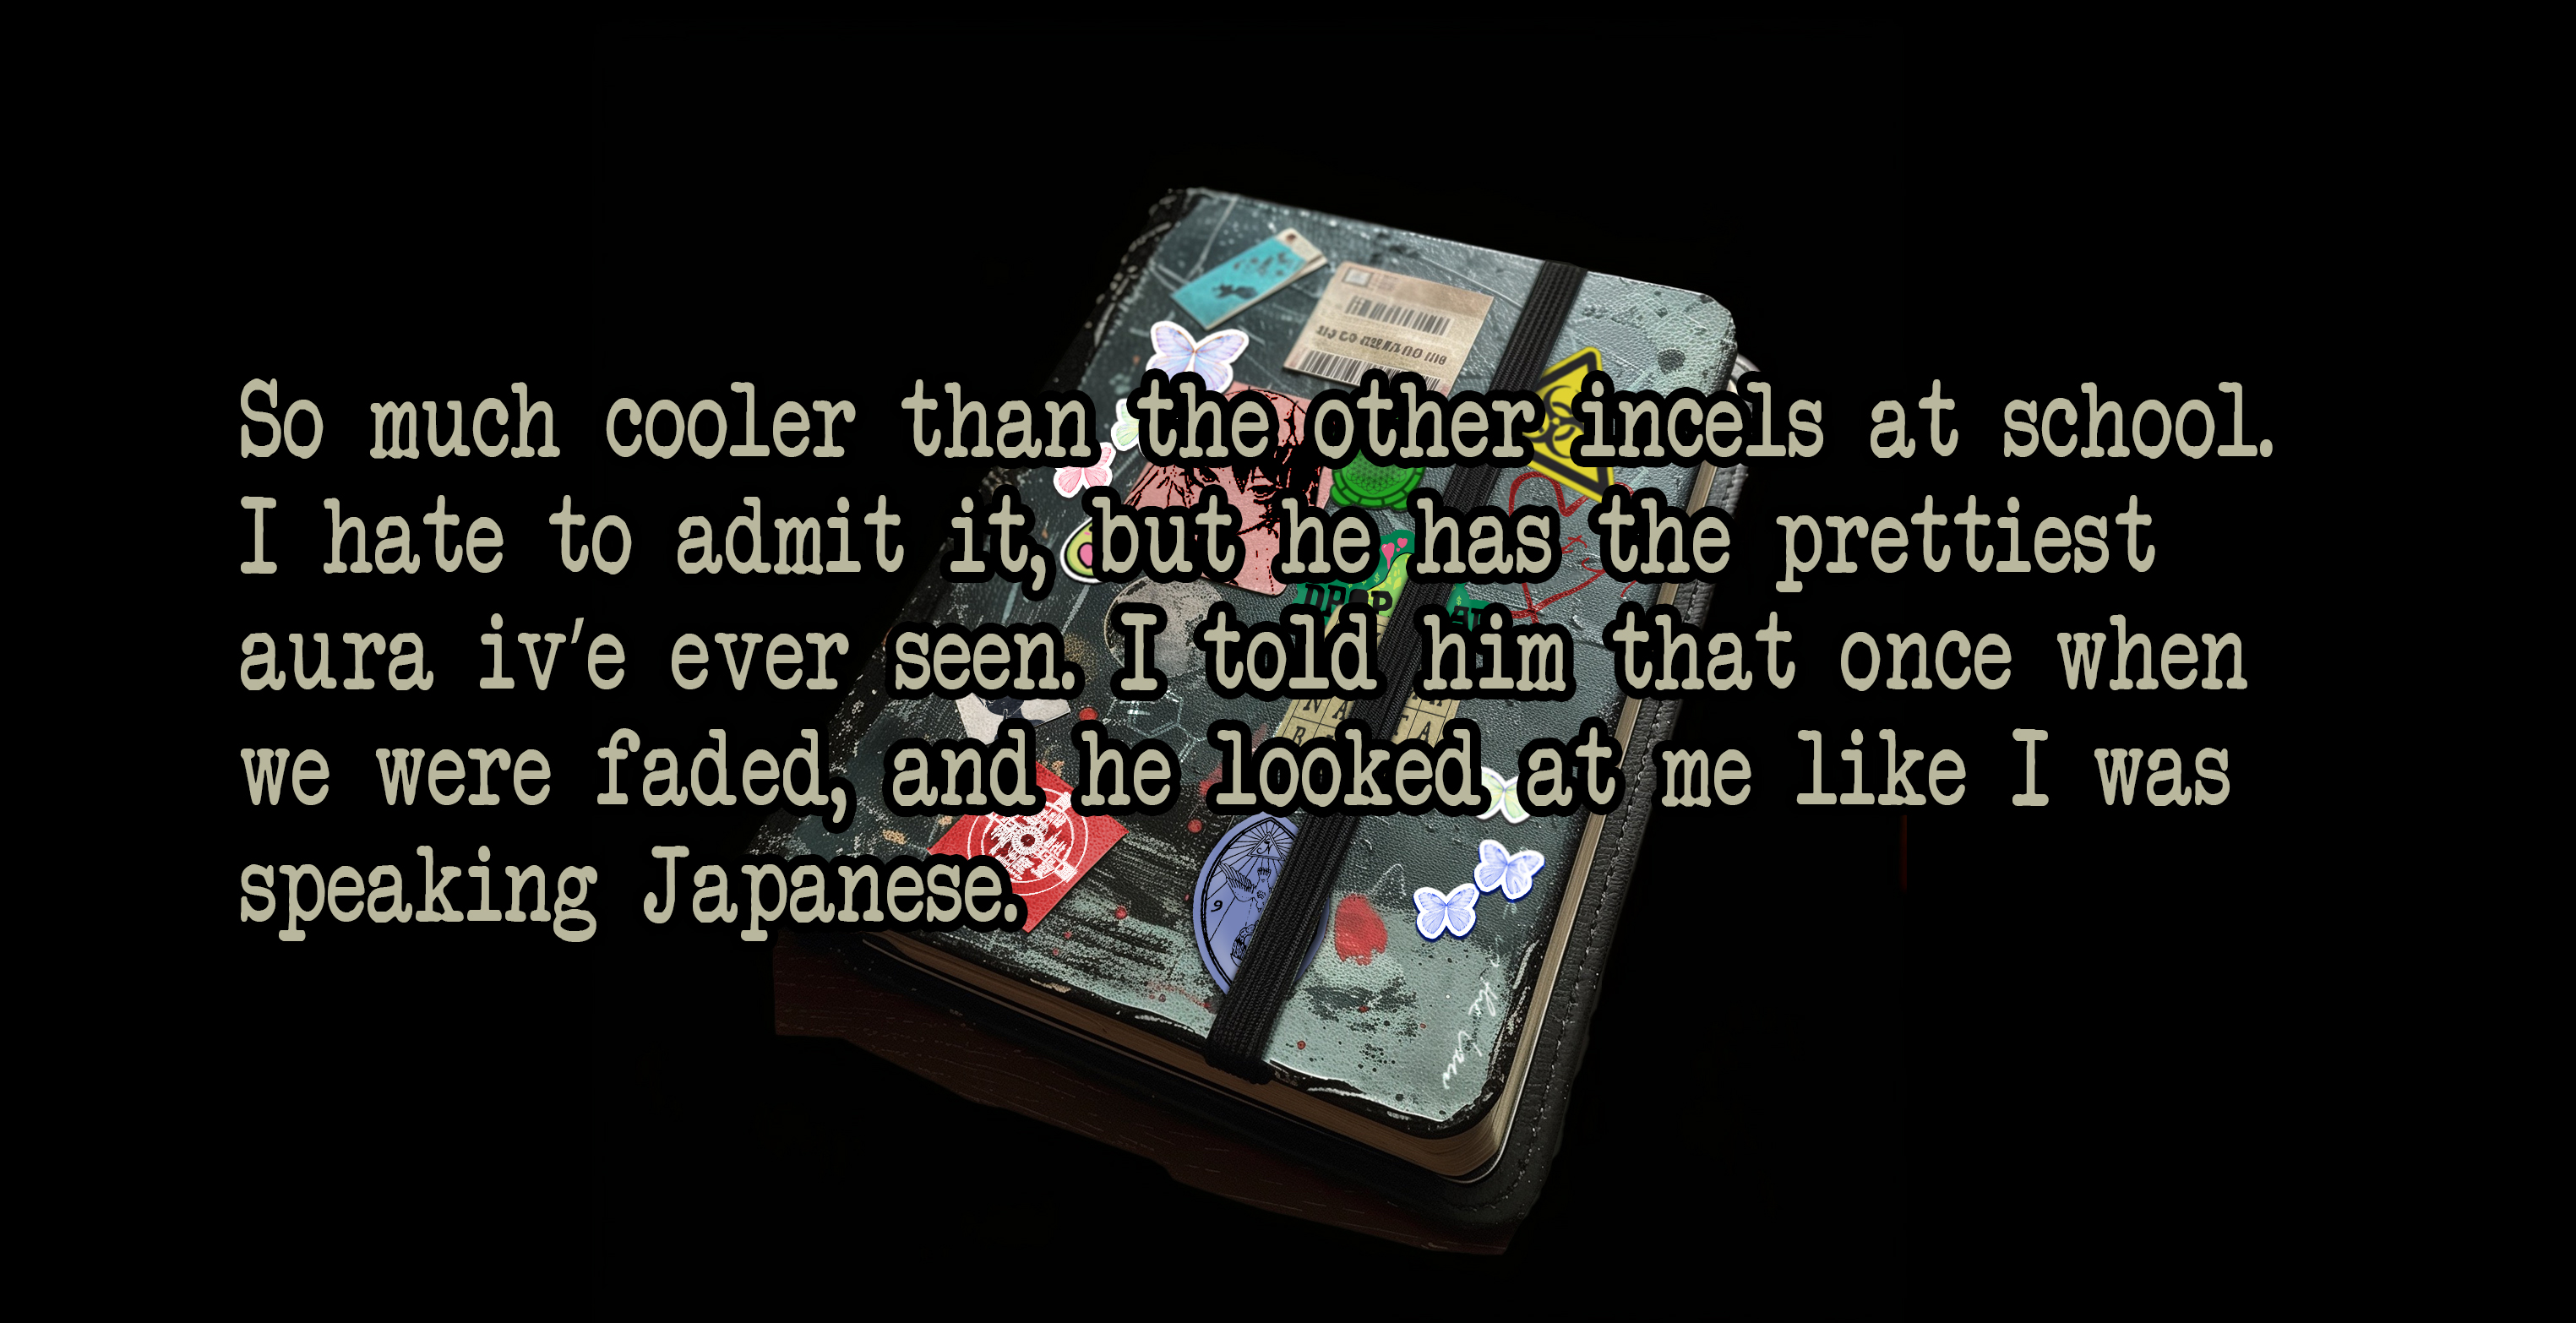 So much cooler than the other incels at school.
I hate to admit it, but he has the prettiest
aura iv'e ever seen. I told him that once when
we were faded, and he looked at me like I was
speaking Japanese.